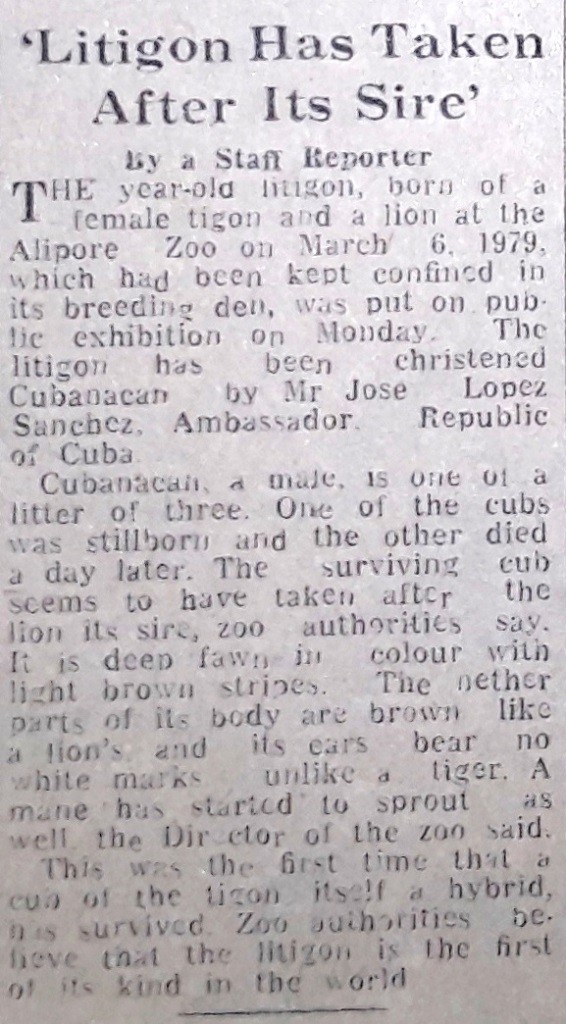 ‘Litigon Has Taken
After Its Sire’
By a Staff Reporter
THE year-old litigon, born of a
female tigon and a lion at the
Alipore Zoo on March 6, 1979,
which had been kept confined in
its breeding den, was put on pub-
lic exhibition on Monday. The
litigon has been christened
Cubanacan by Mr Jose Lopez
Sanchez, Ambassador, Republic
of Cuba.
Cubanacan, a male, is one of a
litter of three. One of the cubs
was stillborn and the other died
a day later. The surviving cub
seems to have taken after the
lion its sire, zoo authorities say.
It is deep fawn in colour with
light brown stripes. The nether
parts of its body are brown like
a lion's and its ears bear no
white marks unlike a tiger. A
mane has started to sprout as
well the Dir ctor of the zoo said.
This was the first time that a
cub of the tigon itself a hybrid,
has survived. Zoo authorities be-
lieve that the litigon is the first
of its kind in the world